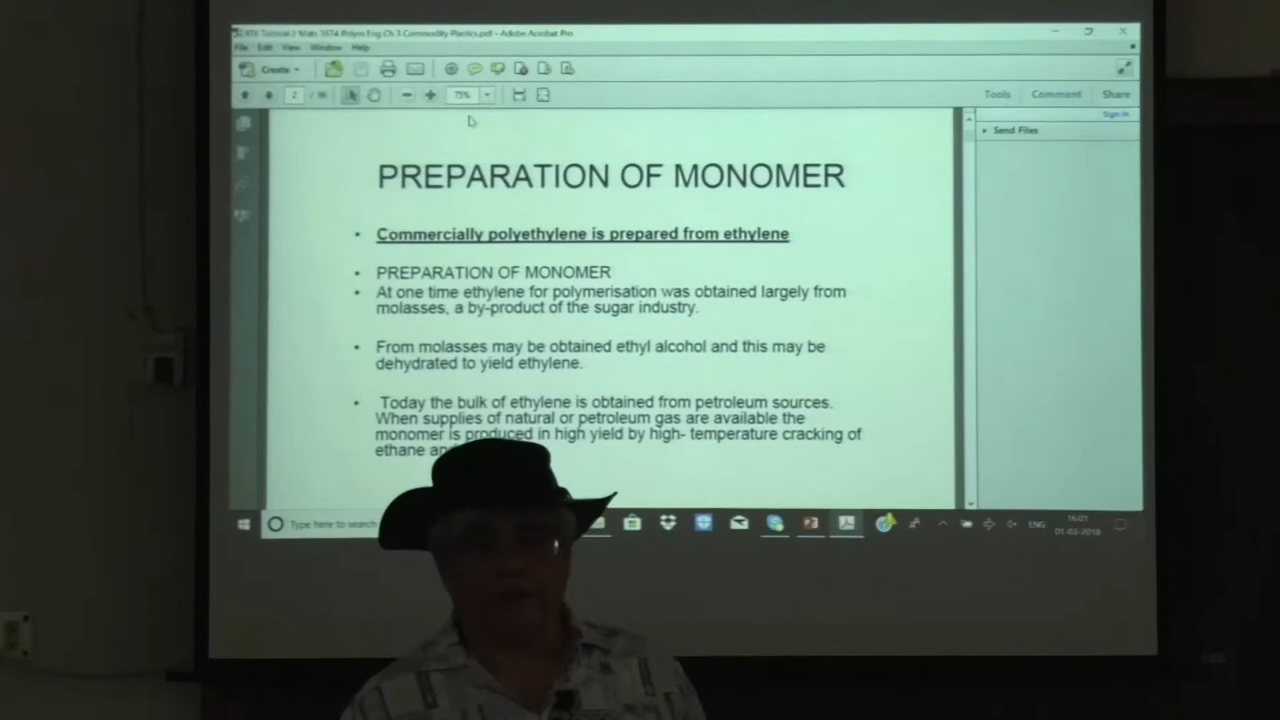 Tutorial 2 Mats 3574 Polym Eng Ch 3 Commodity Plastics.pdf - Adobe Acrobat Pro
File Edit View Window Help
Create
2 /
75%
Tools Comment Share
Sign In
Send Files
PREPARATION OF MONOMER
• Commercially polyethylene is prepared from ethylene
• PREPARATION OF MONOMER
• At one time ethylene for polymerisation was obtained largely from
molasses, a by-product of the sugar industry.
• From molasses may be obtained ethyl alcohol and this may be
dehydrated to yield ethylene.
• Today the bulk of ethylene is obtained from petroleum sources.
When supplies of natural or petroleum gas are available the
monomer is produced in high yield by high- temperature cracking of
ethane
Type here to search
ENG
16:01
01-03-2018